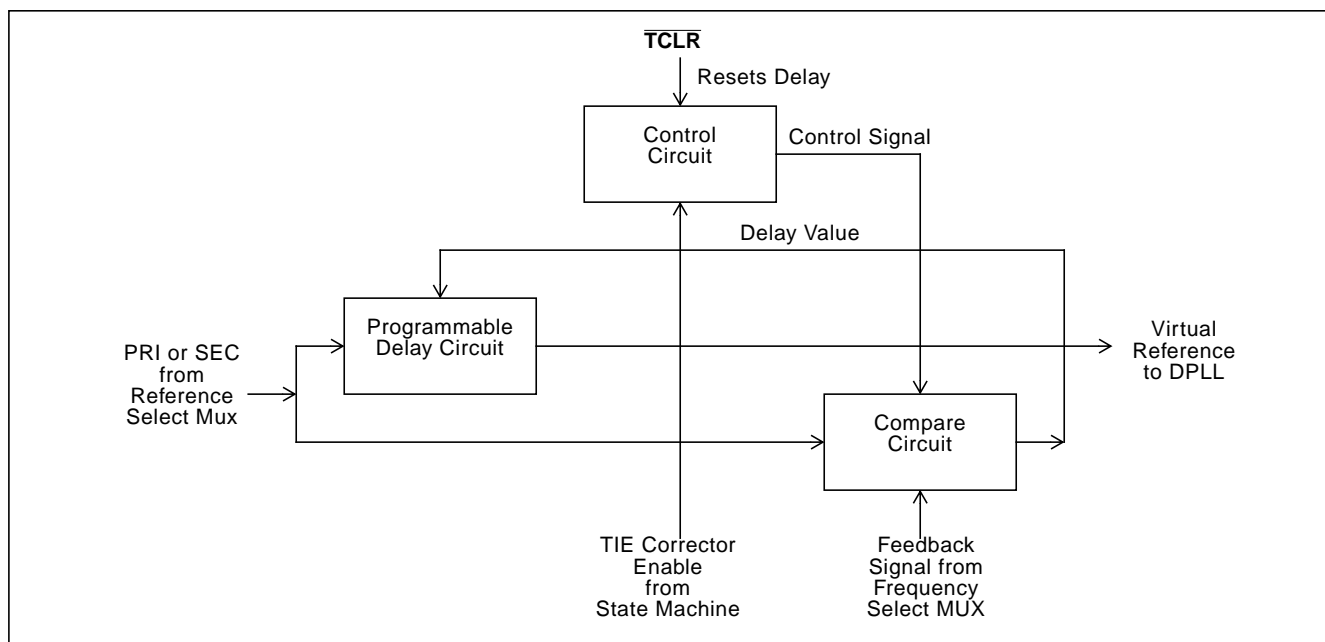 TCLR
Resets Delay
Control
Circuit
Control Signal
Delay Value
Programmable
Delay Circuit
PRI or SEC
from
Reference
Select Mux
Virtual
Reference
to DPLL
Compare
Circuit
TIE Corrector
Enable
from
State Machine
Feedback
Signal from
Frequency
Select MUX